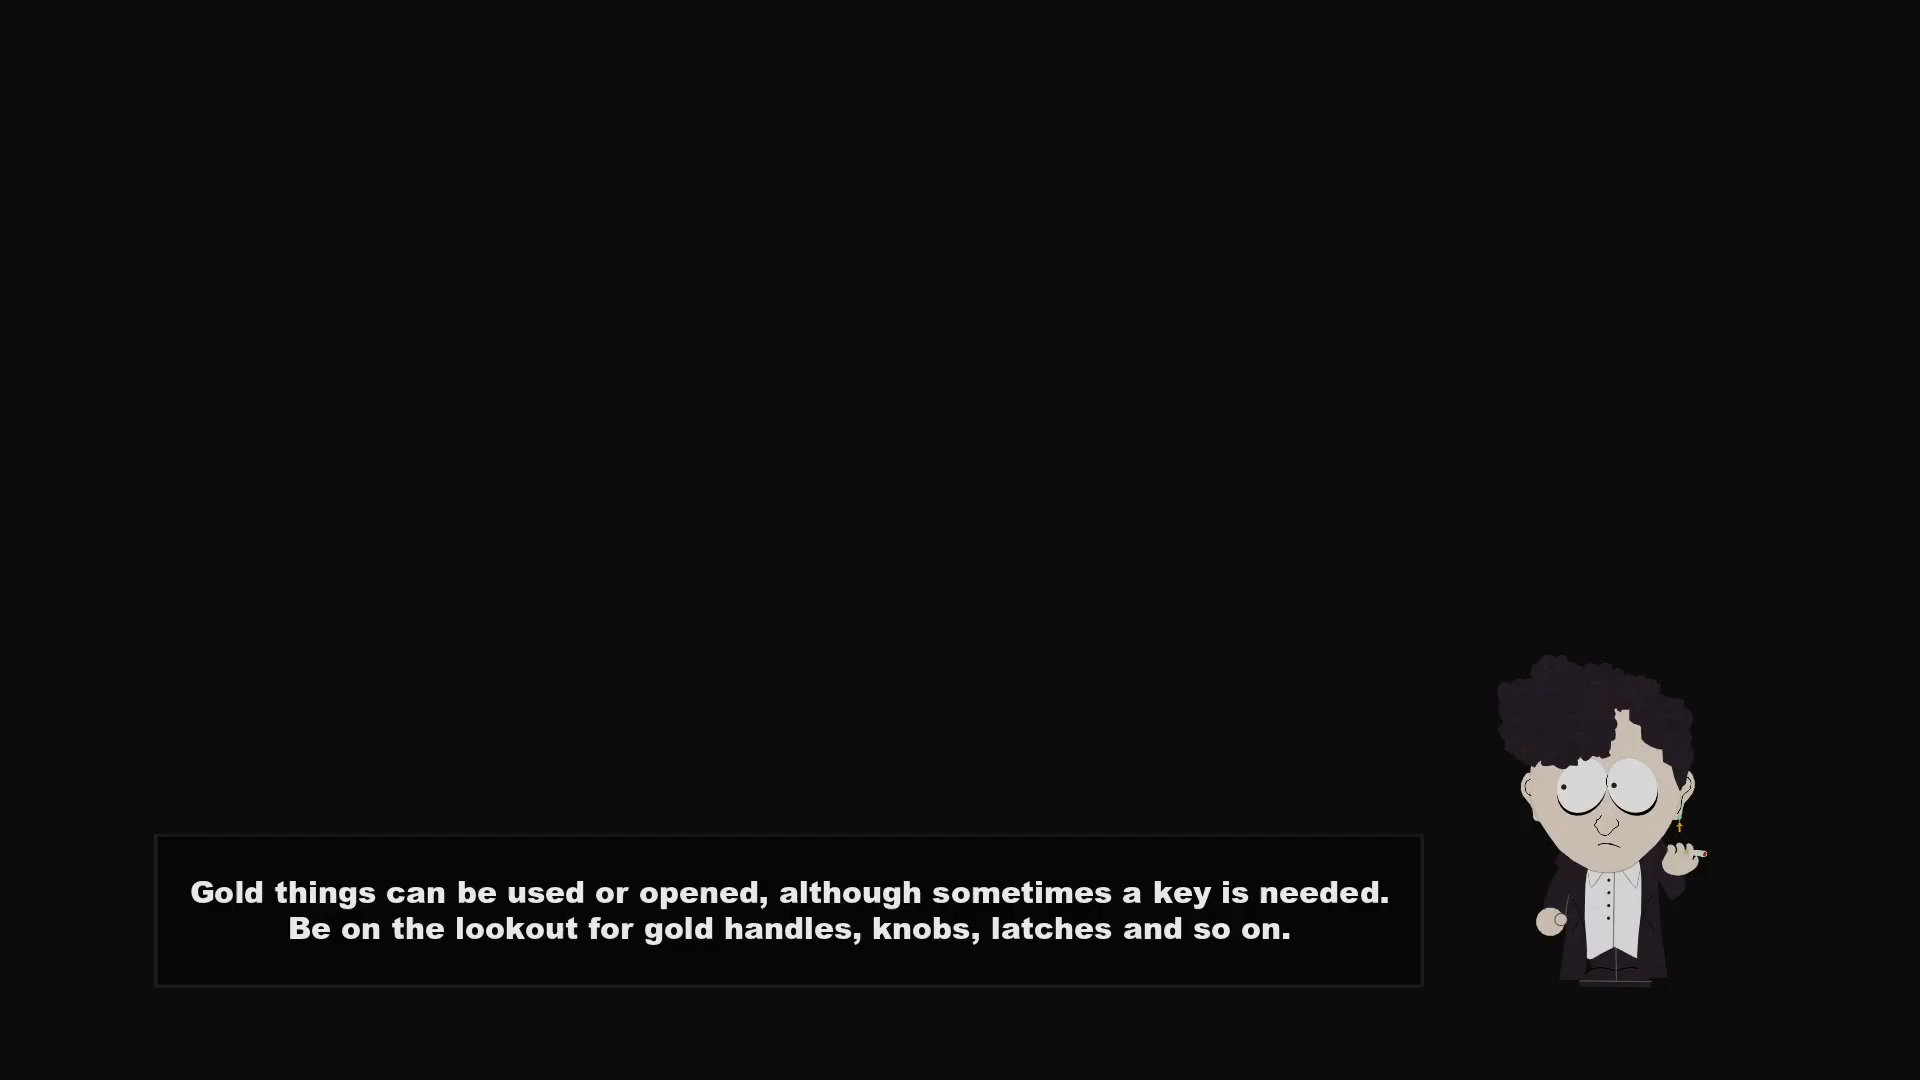 Gold things can be used or opened, although sometimes a key is needed.
Be on the lookout for gold handles, knobs, latches and so on.